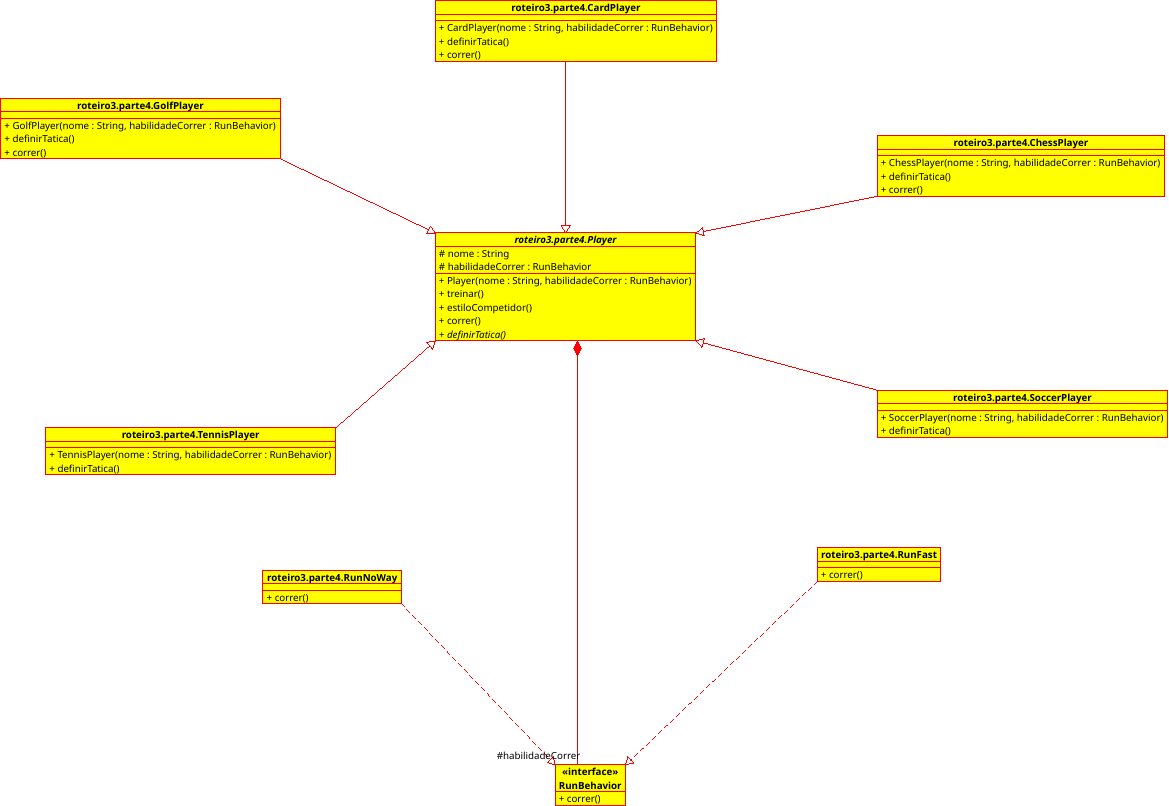 roteiro3.parte4.CardPlayer
+ CardPlayer(nome : String, habilidadeCorrer : RunBehavior)
+ definirTatica()
+ correr()
roteiro3.parte4.GolfPlayer
+ GolfPlayer(nome : String, habilidadeCorrer : RunBehavior)
+ definirTatica()
+ correr()
roteiro3.parte4.ChessPlayer
+ ChessPlayer(nome : String, habilidadeCorrer : RunBehavior)
+ definirTatica()
+ correr()
roteiro3.parte4.Player
# nome : String
# habilidadeCorrer : RunBehavior
+ Player(nome : String, habilidadeCorrer : RunBehavior)
+ treinar()
+ estiloCompetidor()
+ correr()
+ definirTatica()
roteiro3.parte4.SoccerPlayer
+ SoccerPlayer(nome : String, habilidadeCorrer : RunBehavior)
+ definirTatica()
roteiro3.parte4.TennisPlayer
+ TennisPlayer(nome : String, habilidadeCorrer : RunBehavior)
+ definirTatica()
roteiro3.parte4.RunFast
+ correr()
roteiro3.parte4.RunNoWay
+ correr()
#habilidadeCorrer
«interface»
RunBehavior
+ correr()